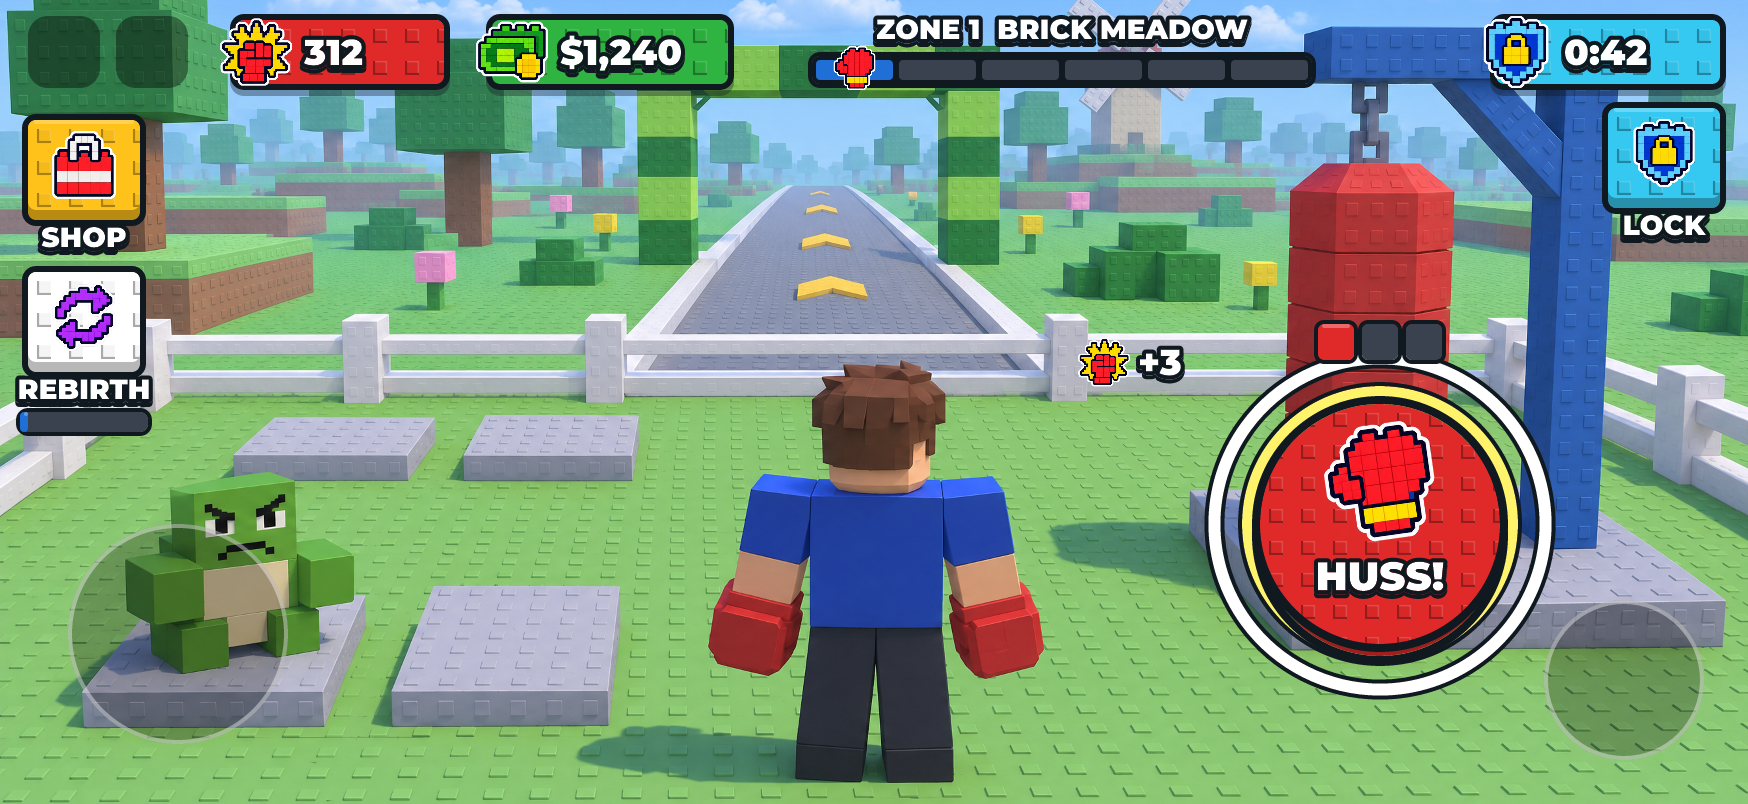 312
$1,240
ZONE 1 BRICK MEADOW
0:42
SHOP
LOCK
REBIRTH
+3
HUSS!